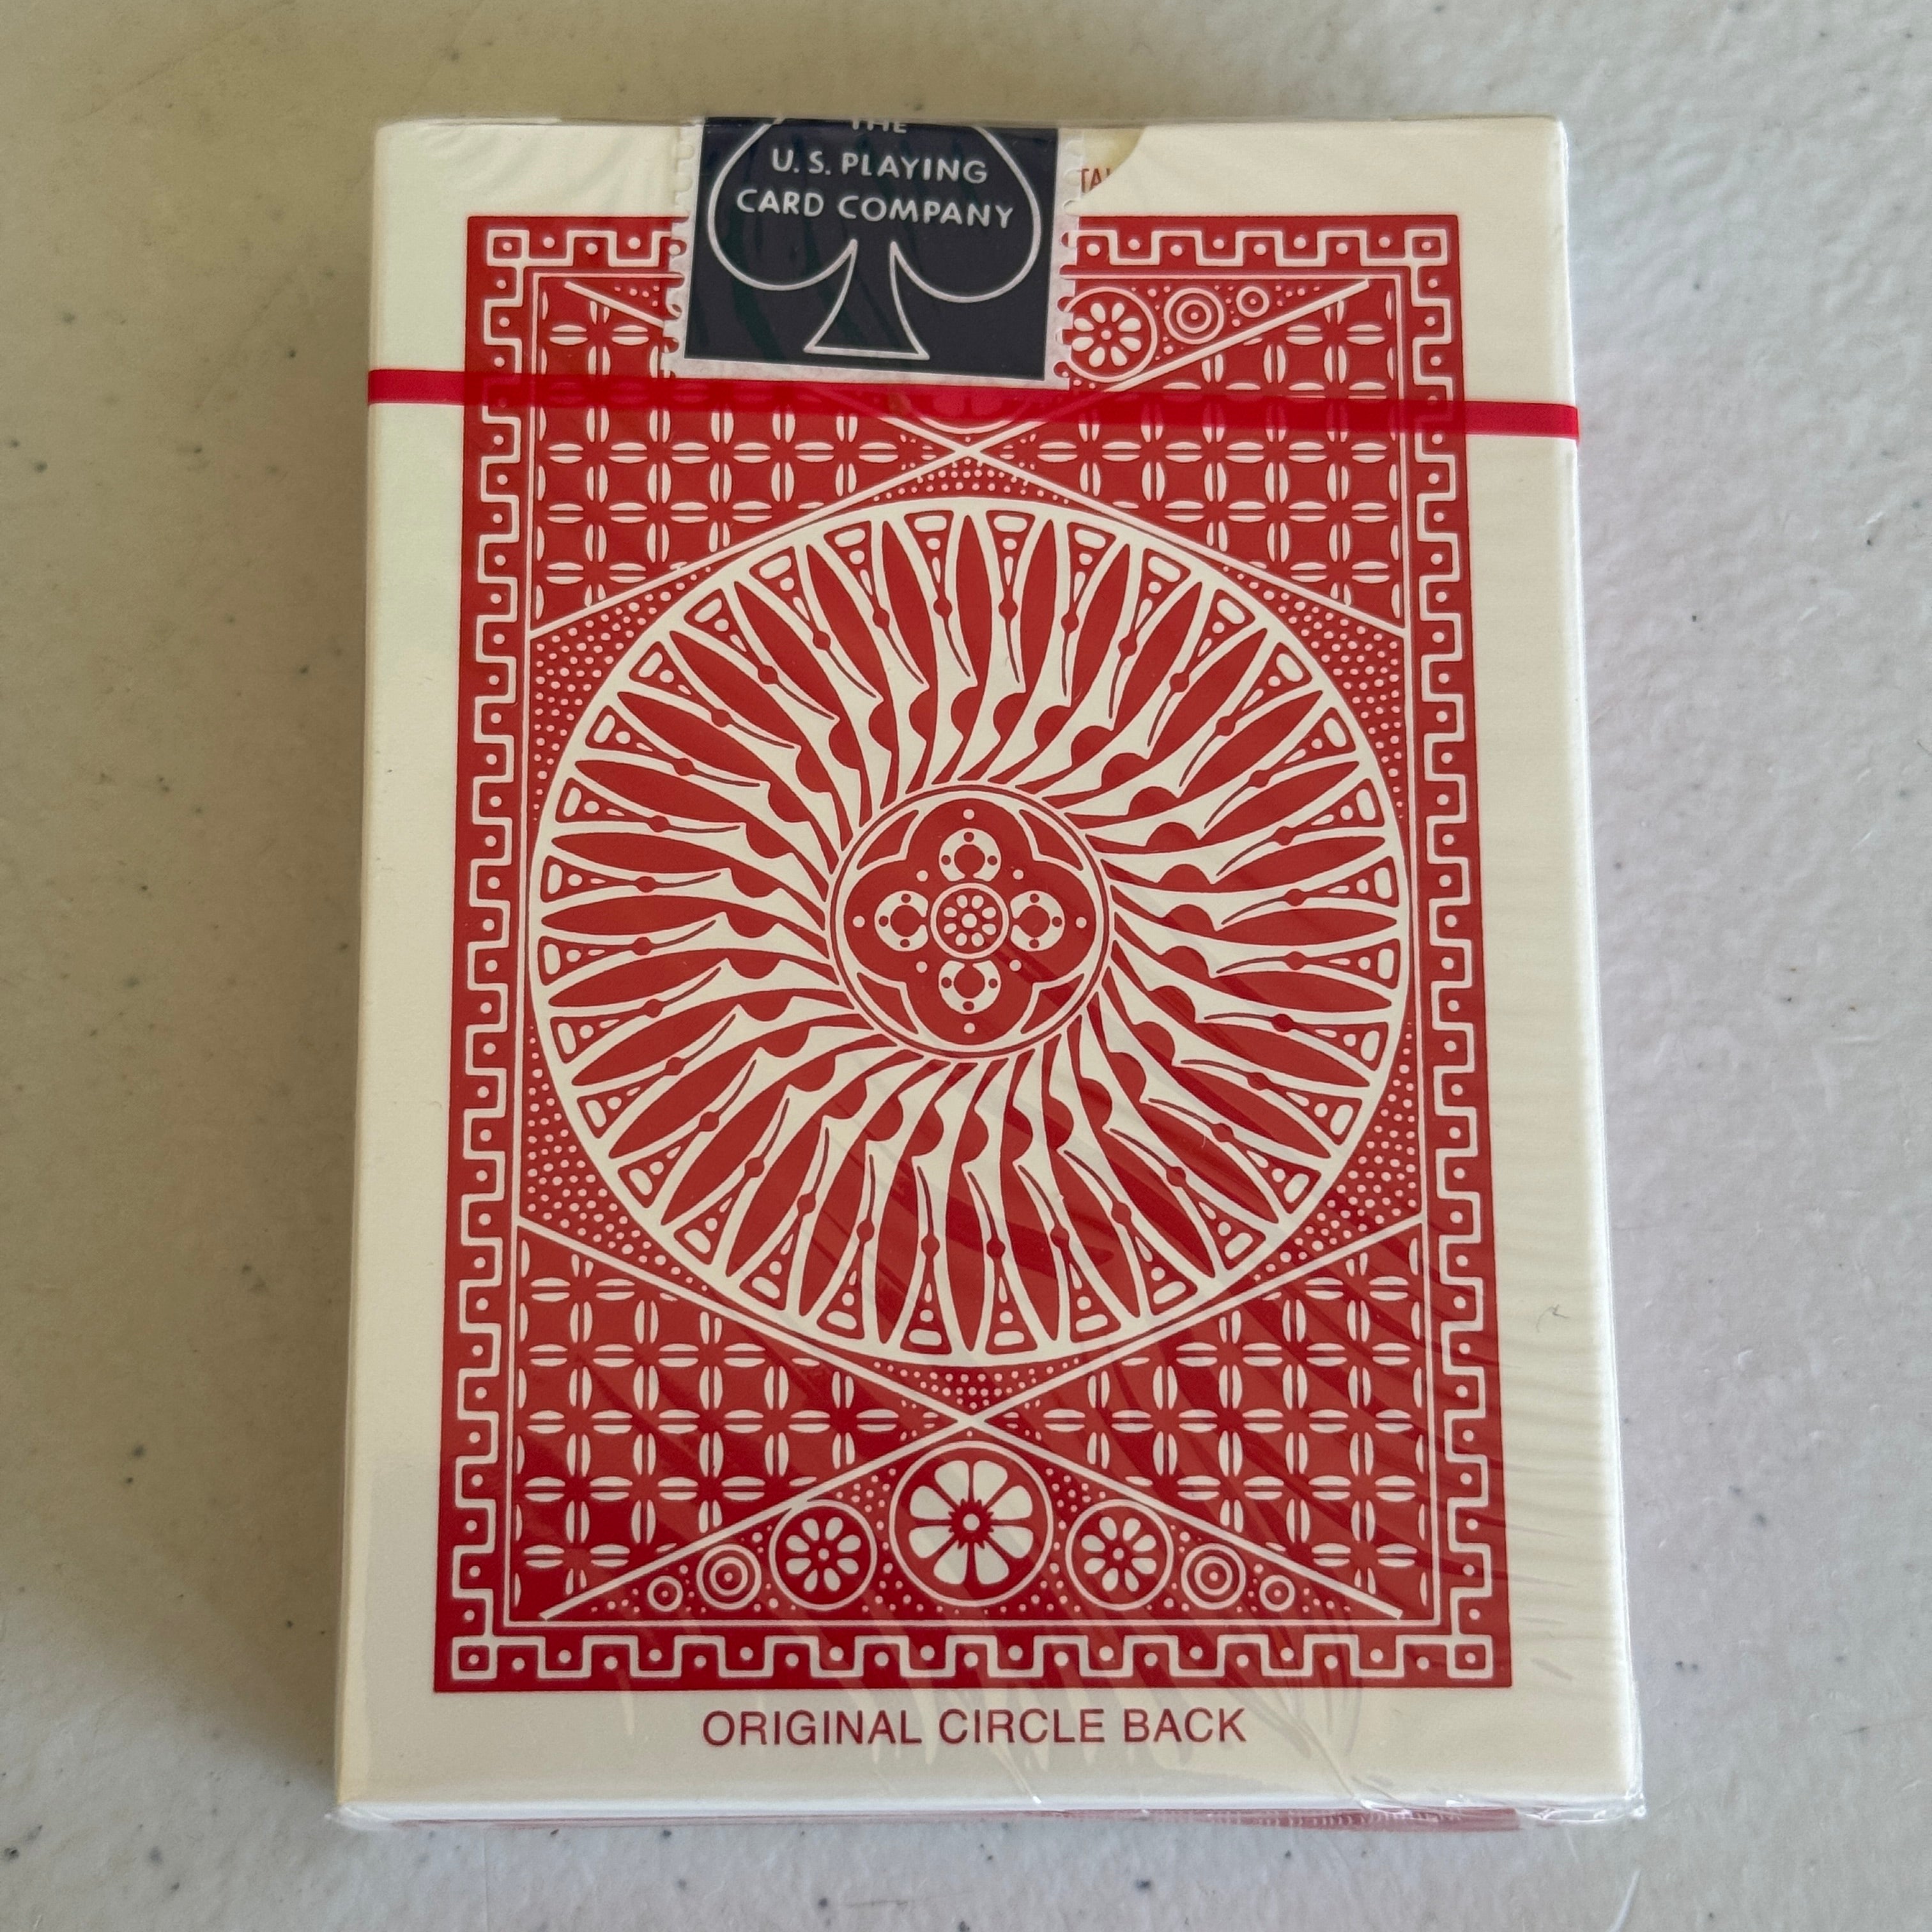 THE
U.S. PLAYING
CARD COMPANY
ORIGINAL CIRCLE BACK